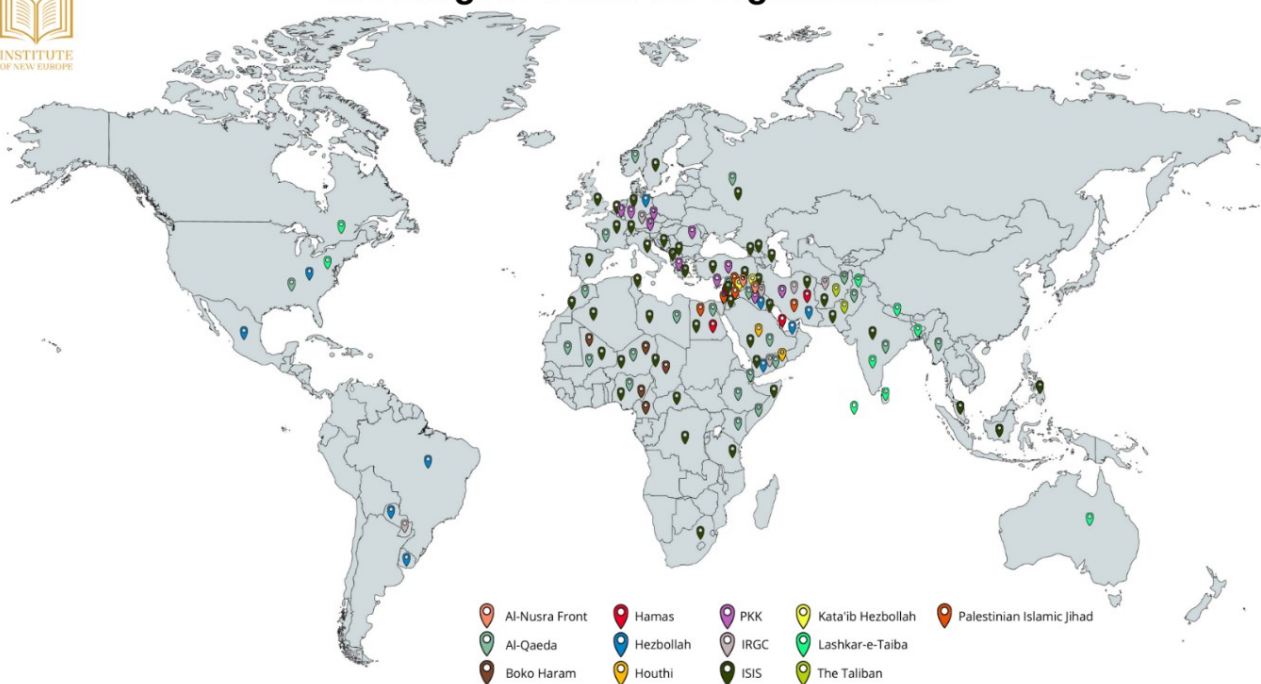 INSTITUTE
OF NEW EUROPE
Al-Nusra Front Hamas PKK Kata'ib Hezbollah Palestinian Islamic Jihad
Al-Qaeda Hezbollah IRGC Lashkar-e-Taiba
Boko Haram Houthi ISIS The Taliban